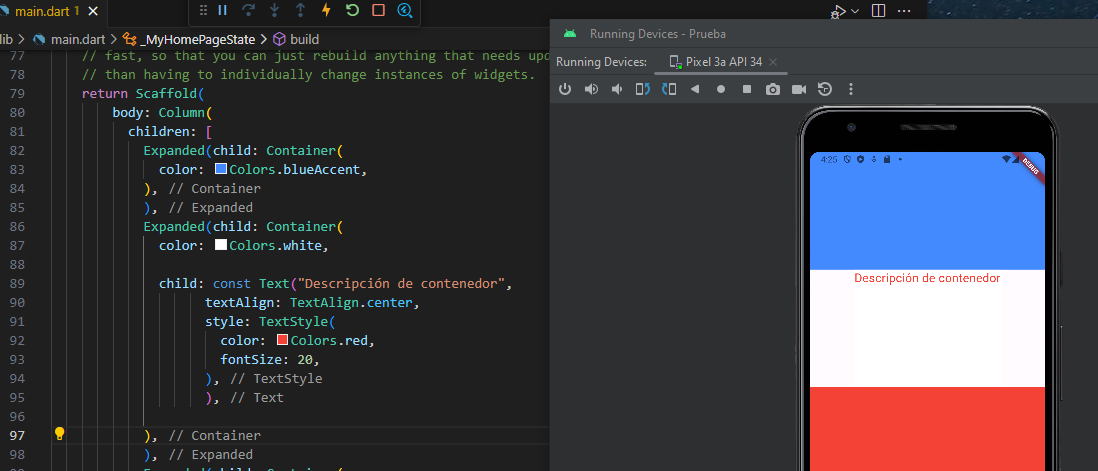 main.dart 1
lib > main.dart > _MyHomePageState > build
77 // fast, so that you can just rebuild anything that needs upd
78 // than having to individually change instances of widgets.
79 return Scaffold(
80 body: Column(
81 children: [
82 Expanded(child: Container(
83 color: Colors.blueAccent,
84 ), // Container
85 ), // Expanded
86 Expanded(child: Container(
87 color: Colors.white,
88
89 child: const Text("Descripción de contenedor",
90 textAlign: TextAlign.center,
91 style: TextStyle(
92 color: Colors.red,
93 fontSize: 20,
94 ), // TextStyle
95 ), // Text
96
97 ), // Container
98 ), // Expanded
Running Devices - Prueba
Running Devices: Pixel 3a API 34
4:25
DEBUG
Descripción de contenedor